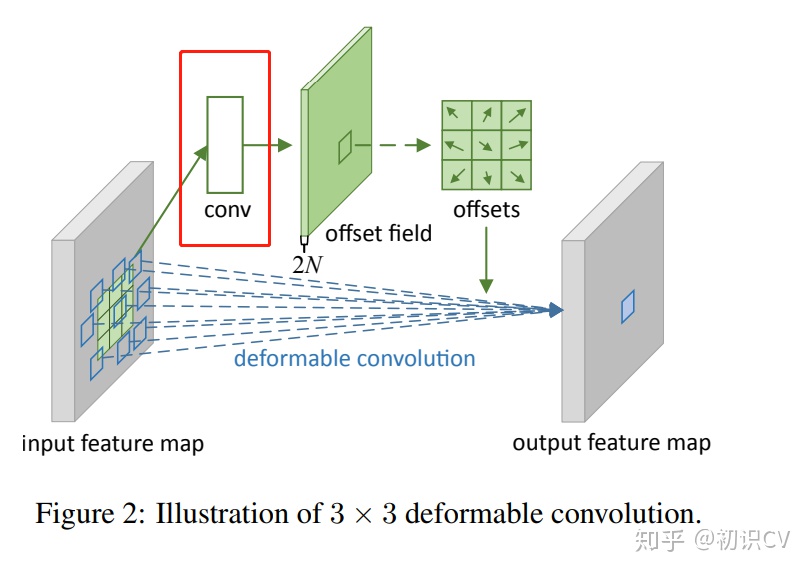 conv
offset field
offsets
2N
deformable convolution
input feature map
output feature map
Figure 2: Illustration of 3 × 3 deformable convolution.
知乎 @初识CV